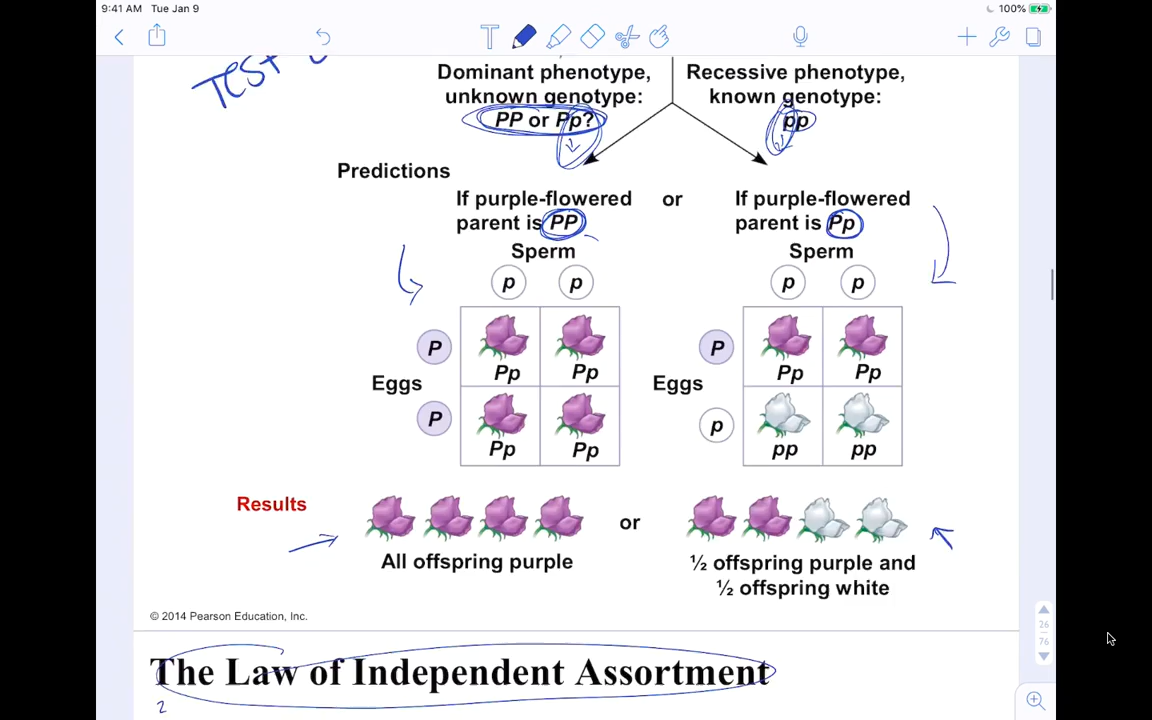 9:41 AM Tue Jan 9 100%
T
TEST
Dominant phenotype, Recessive phenotype,
unknown genotype: known genotype:
PP or Pp? pp
Predictions
If purple-flowered or If purple-flowered
parent is PP parent is Pp
Sperm Sperm
p p p p
P P
Pp Pp Pp Pp
Eggs Eggs
P p
Pp Pp pp pp
Results
or
All offspring purple ½ offspring purple and
½ offspring white
© 2014 Pearson Education, Inc.
26
76
The Law of Independent Assortment
2